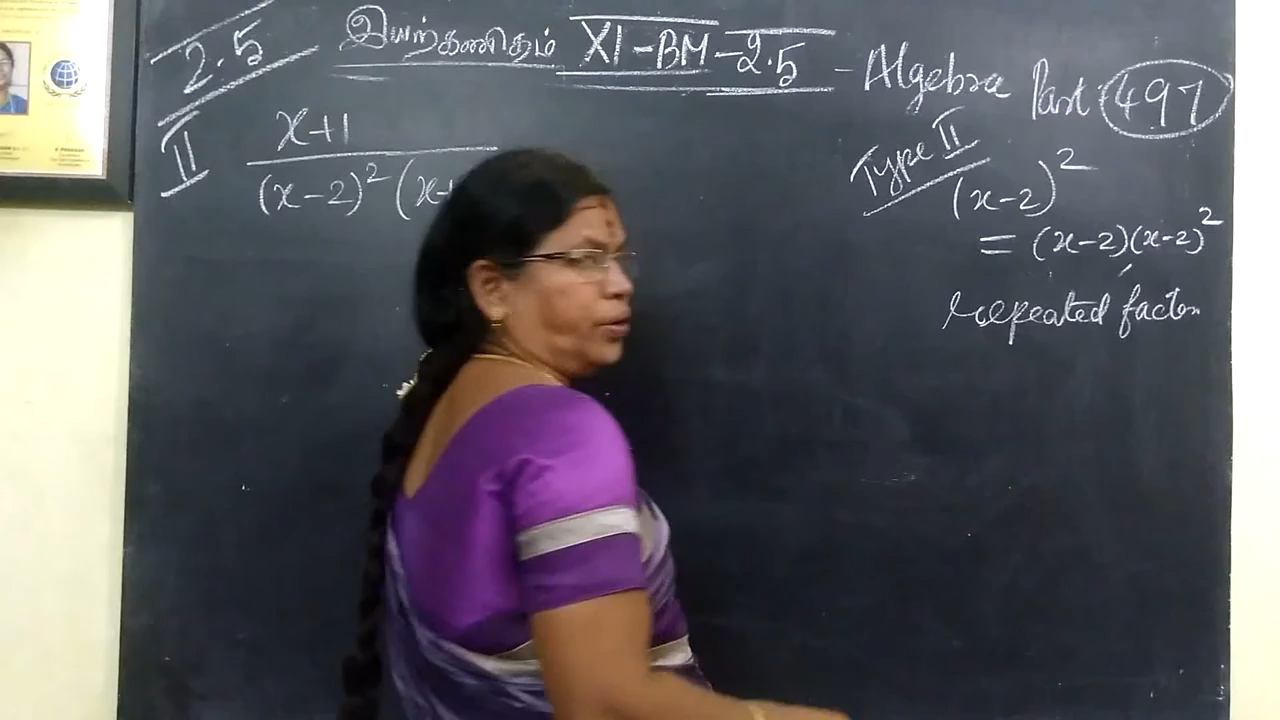 2.5
இயற்கணிதம் XI-BM-2.5 - Algebra Part-497
II x+1
(x-2)² (x-
Type II
(x-2)²
= (x-2)(x-2)²
repeated factor